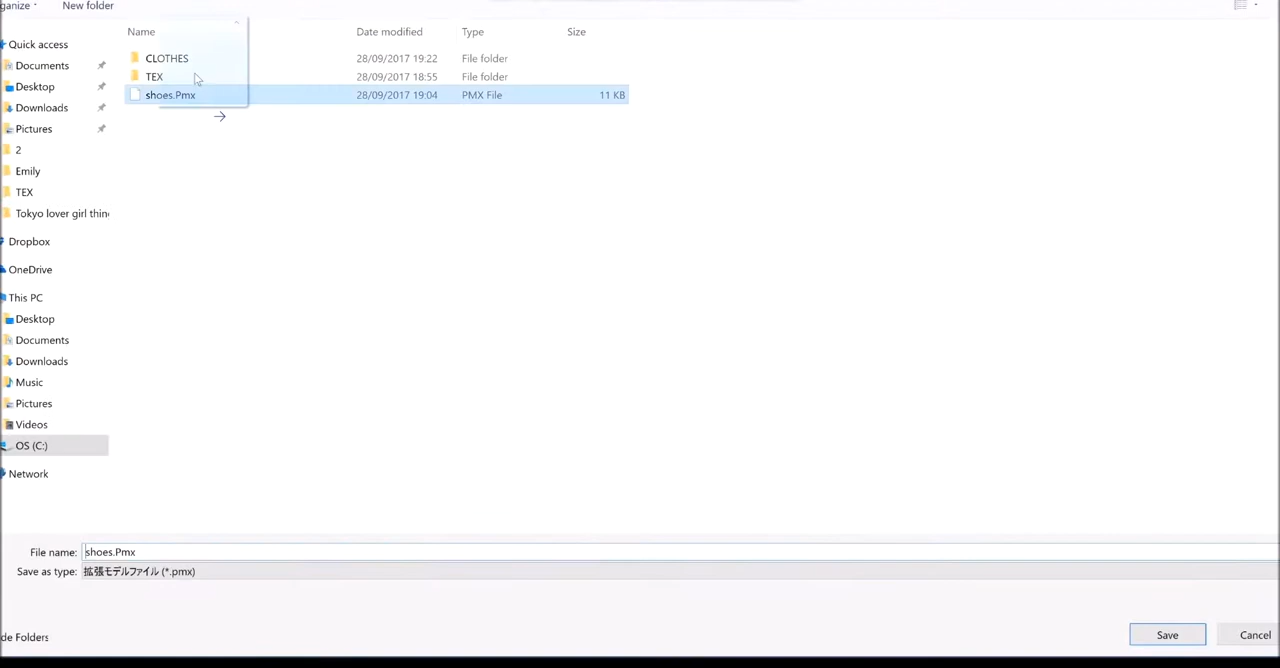 ganize
New folder
Name Date modified Type Size
Quick access
Documents
Desktop
Downloads
Pictures
2
Emily
TEX
Tokyo lover girl thin
Dropbox
OneDrive
This PC
Desktop
Documents
Downloads
Music
Pictures
Videos
OS (C:)
Network
CLOTHES 28/09/2017 19:22 File folder
TEX 28/09/2017 18:55 File folder
shoes.Pmx 28/09/2017 19:04 PMX File 11 KB
File name: shoes.Pmx
Save as type: 拡張モデルファイル (*.pmx)
de Folders
Save Cancel